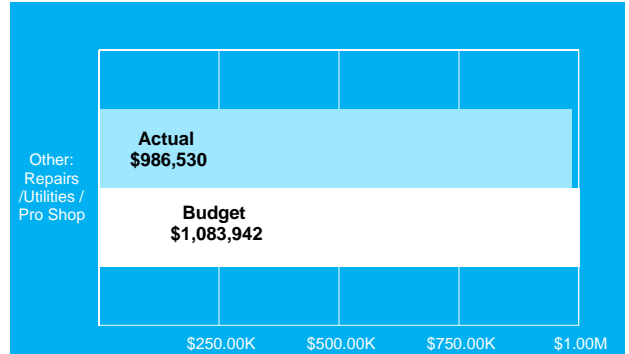 Actual
$986,530
Other:
Repairs
/Utilities /
Pro Shop
Budget
$1,083,942
$250.00K $500.00K $750.00K $1.00M